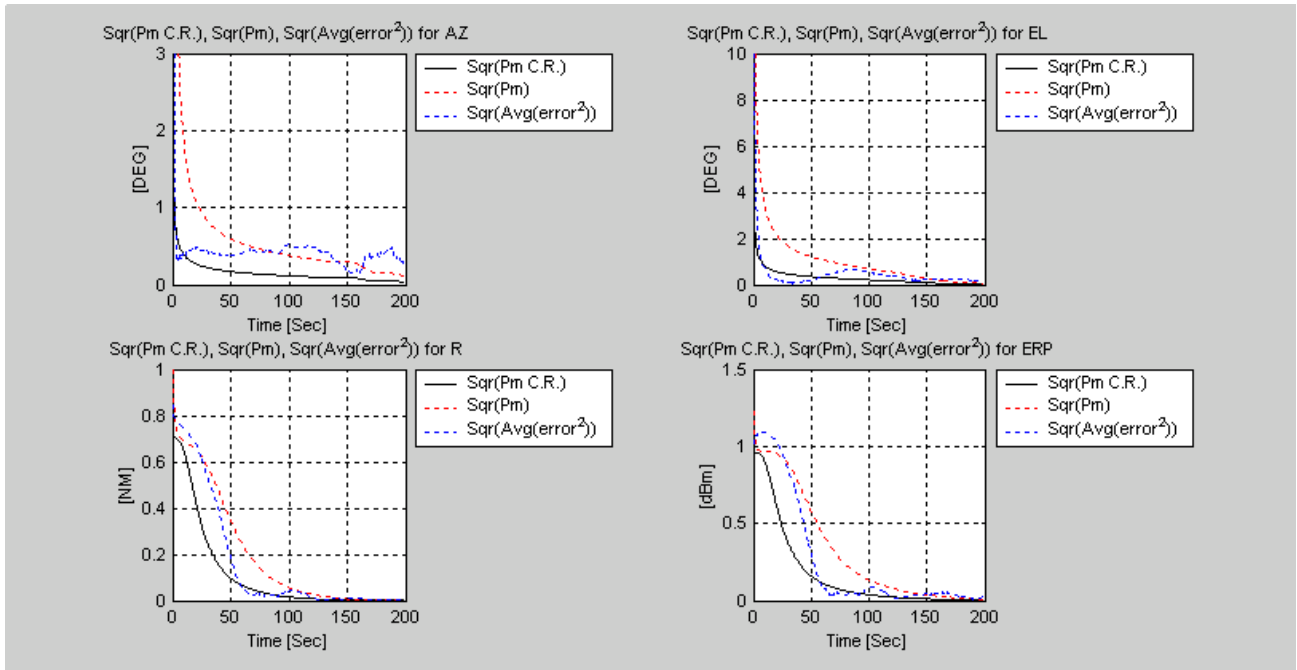 Sqr(Pm C.R.), Sqr(Pm), Sqr(Avg(error²)) for AZ
3
2
1
0
[DEG]
0 50 100 150 200
Time [Sec]
Sqr(Pm C.R.)
Sqr(Pm)
Sqr(Avg(error²))
Sqr(Pm C.R.), Sqr(Pm), Sqr(Avg(error²)) for EL
10
8
6
4
2
0
[DEG]
0 50 100 150 200
Time [Sec]
Sqr(Pm C.R.)
Sqr(Pm)
Sqr(Avg(error²))
Sqr(Pm C.R.), Sqr(Pm), Sqr(Avg(error²)) for R
1
0.8
0.6
0.4
0.2
0
[NM]
0 50 100 150 200
Time [Sec]
Sqr(Pm C.R.)
Sqr(Pm)
Sqr(Avg(error²))
Sqr(Pm C.R.), Sqr(Pm), Sqr(Avg(error²)) for ERP
1.5
1
0.5
0
[dBm]
0 50 100 150 200
Time [Sec]
Sqr(Pm C.R.)
Sqr(Pm)
Sqr(Avg(error²))